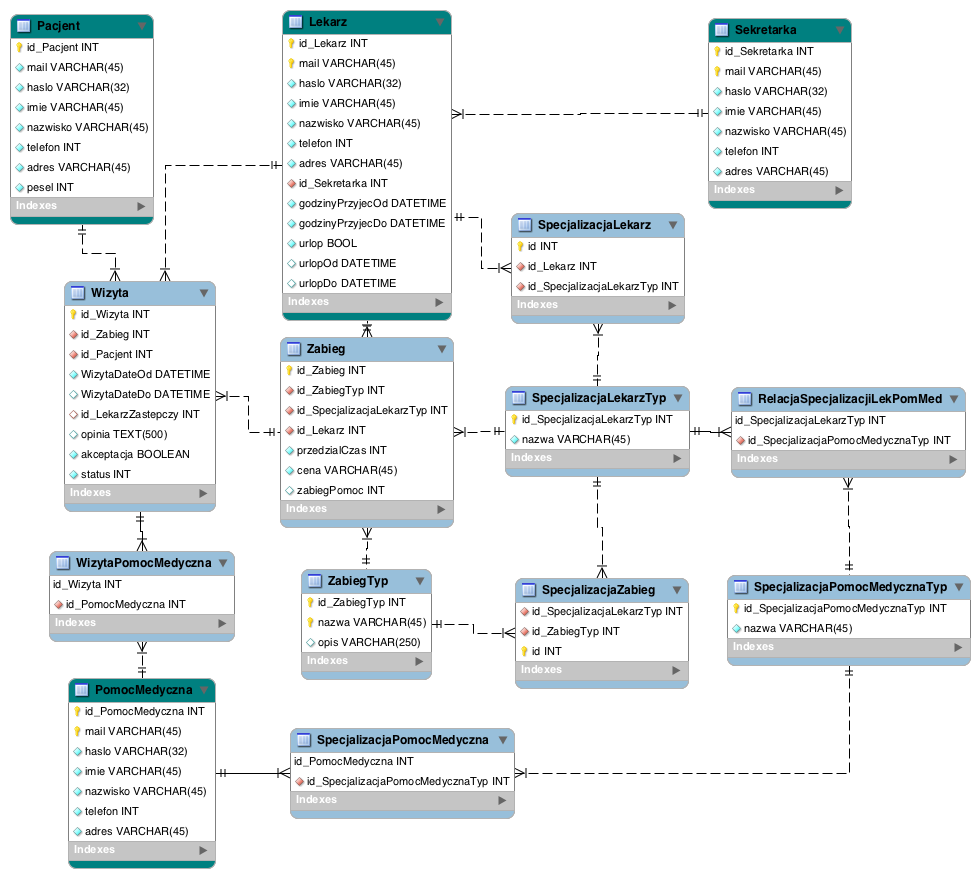 Pacjent
id_Pacjent INT
mail VARCHAR(45)
haslo VARCHAR(32)
imie VARCHAR(45)
nazwisko VARCHAR(45)
telefon INT
adres VARCHAR(45)
pesel INT
Indexes
Lekarz
id_Lekarz INT
mail VARCHAR(45)
haslo VARCHAR(32)
imie VARCHAR(45)
nazwisko VARCHAR(45)
telefon INT
adres VARCHAR(45)
id_Sekretarka INT
godzinyPrzyjecOd DATETIME
godzinyPrzyjecDo DATETIME
urlop BOOL
urlopOd DATETIME
urlopDo DATETIME
Indexes
Sekretarka
id_Sekretarka INT
mail VARCHAR(45)
haslo VARCHAR(32)
imie VARCHAR(45)
nazwisko VARCHAR(45)
telefon INT
adres VARCHAR(45)
Indexes
SpecjalizacjaLekarz
id INT
id_Lekarz INT
id_SpecjalizacjaLekarzTyp INT
Indexes
Wizyta
id_Wizyta INT
id_Zabieg INT
id_Pacjent INT
WizytaDateOd DATETIME
WizytaDateDo DATETIME
id_LekarzZastepczy INT
opinia TEXT(500)
akceptacja BOOLEAN
status INT
Indexes
Zabieg
id_Zabieg INT
id_ZabiegTyp INT
id_SpecjalizacjaLekarzTyp INT
id_Lekarz INT
przedzialCzas INT
cena VARCHAR(45)
zabiegPomoc INT
Indexes
SpecjalizacjaLekarzTyp
id_SpecjalizacjaLekarzTyp INT
nazwa VARCHAR(45)
Indexes
RelacjaSpecjalizacjiLekPomMed
id_SpecjalizacjaLekarzTyp INT
id_SpecjalizacjaPomocMedycznaTyp INT
Indexes
WizytaPomocMedyczna
id_Wizyta INT
id_PomocMedyczna INT
Indexes
ZabiegTyp
id_ZabiegTyp INT
nazwa VARCHAR(45)
opis VARCHAR(250)
Indexes
SpecjalizacjaZabieg
id_SpecjalizacjaLekarzTyp INT
id_ZabiegTyp INT
id INT
Indexes
SpecjalizacjaPomocMedycznaTyp
id_SpecjalizacjaPomocMedycznaTyp INT
nazwa VARCHAR(45)
Indexes
PomocMedyczna
id_PomocMedyczna INT
mail VARCHAR(45)
haslo VARCHAR(32)
imie VARCHAR(45)
nazwisko VARCHAR(45)
telefon INT
adres VARCHAR(45)
Indexes
SpecjalizacjaPomocMedyczna
id_PomocMedyczna INT
id_SpecjalizacjaPomocMedycznaTyp INT
Indexes